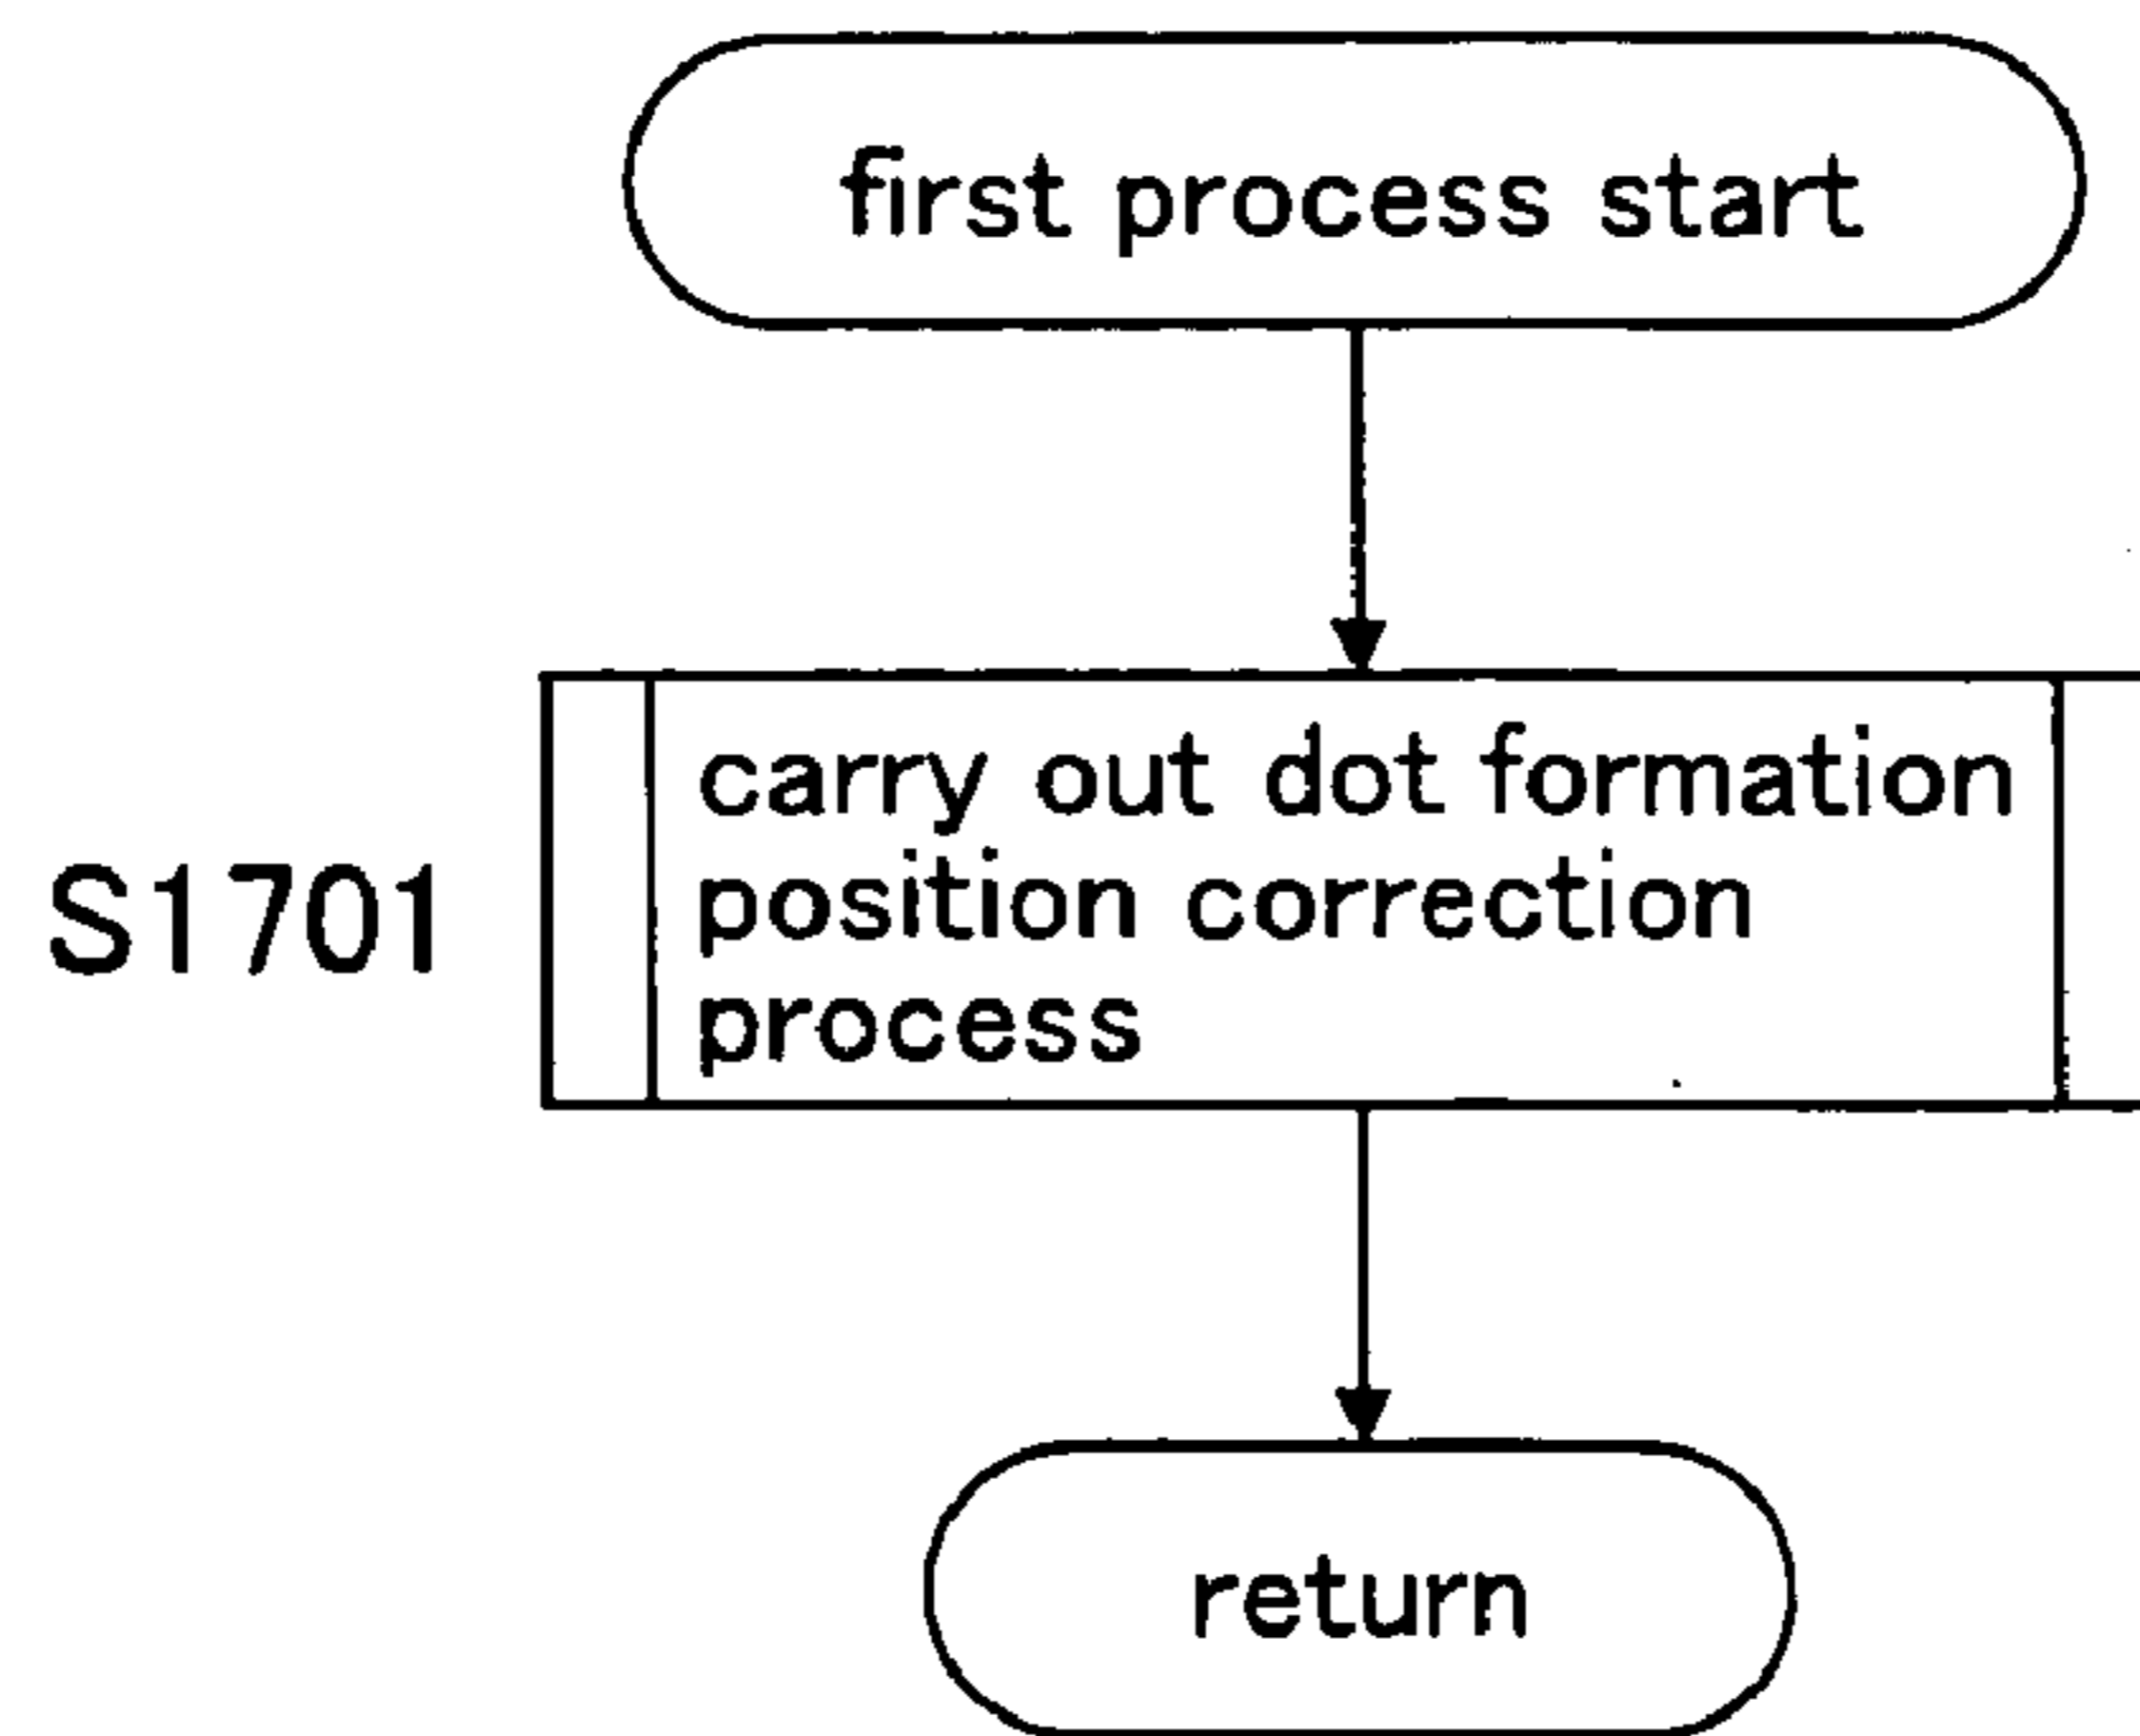 first process start
S1701
carry out dot formation
position correction
process
return